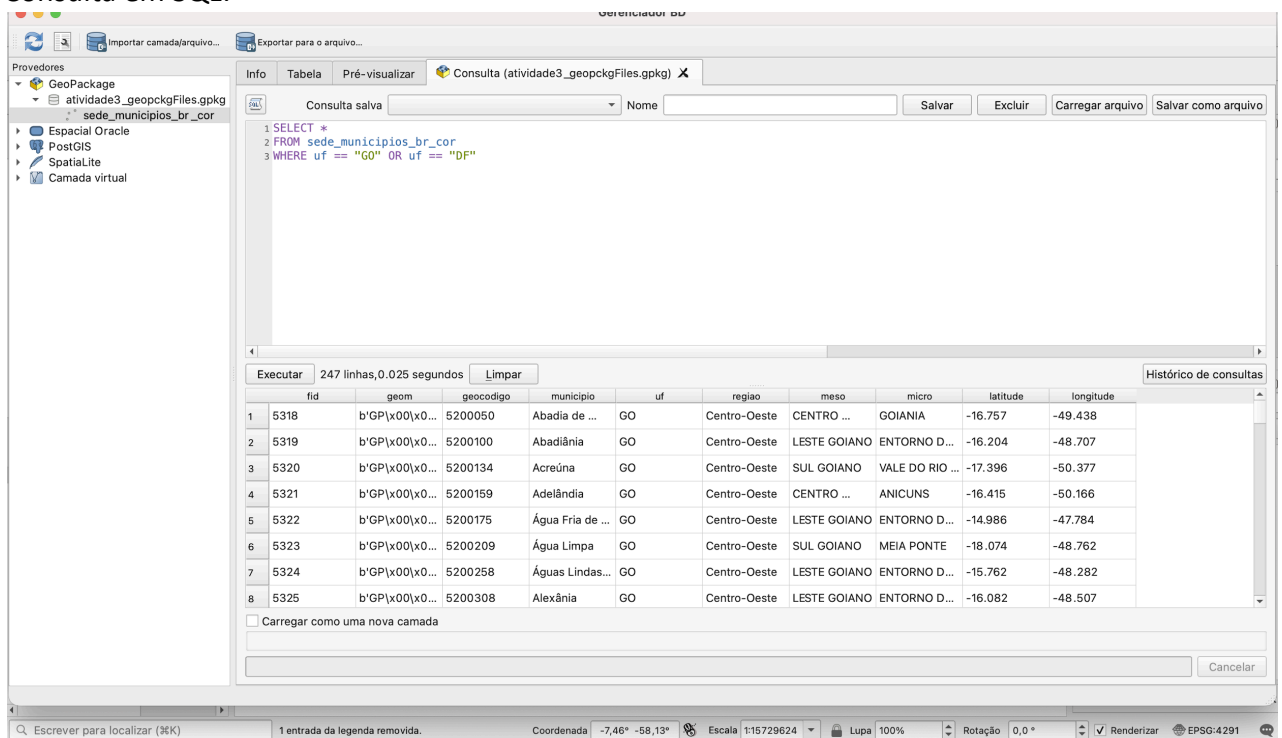 Consulta em SQL:
Gerenciador BD
Importar camada/arquivo... Exportar para o arquivo...
Provedores
GeoPackage
atividade3_geopckgFiles.gpkg
sede_municipios_br_cor
Espacial Oracle
PostGIS
SpatiaLite
Camada virtual
Info Tabela Pré-visualizar Consulta (atividade3_geopckgFiles.gpkg) X
SQL Consulta salva Nome Salvar Excluir Carregar arquivo Salvar como arquivo
1 SELECT *
2 FROM sede_municipios_br_cor
3 WHERE uf == "GO" OR uf == "DF"
Executar 247 linhas,0.025 segundos Limpar Histórico de consultas
fid geom geocodigo municipio uf regiao meso micro latitude longitude
1 5318 b'GP\x00\x0... 5200050 Abadia de ... GO Centro-Oeste CENTRO ... GOIANIA -16.757 -49.438
2 5319 b'GP\x00\x0... 5200100 Abadiânia GO Centro-Oeste LESTE GOIANO ENTORNO D... -16.204 -48.707
3 5320 b'GP\x00\x0... 5200134 Acreúna GO Centro-Oeste SUL GOIANO VALE DO RIO ... -17.396 -50.377
4 5321 b'GP\x00\x0... 5200159 Adelândia GO Centro-Oeste CENTRO ... ANICUNS -16.415 -50.166
5 5322 b'GP\x00\x0... 5200175 Água Fria de ... GO Centro-Oeste LESTE GOIANO ENTORNO D... -14.986 -47.784
6 5323 b'GP\x00\x0... 5200209 Água Limpa GO Centro-Oeste SUL GOIANO MEIA PONTE -18.074 -48.762
7 5324 b'GP\x00\x0... 5200258 Águas Lindas... GO Centro-Oeste LESTE GOIANO ENTORNO D... -15.762 -48.282
8 5325 b'GP\x00\x0... 5200308 Alexânia GO Centro-Oeste LESTE GOIANO ENTORNO D... -16.082 -48.507
Carregar como uma nova camada
Cancelar
Escrever para localizar (⌘K) 1 entrada da legenda removida. Coordenada -7,46° -58,13° Escala 1:15729624 Lupa 100% Rotação 0,0 ° Renderizar EPSG:4291